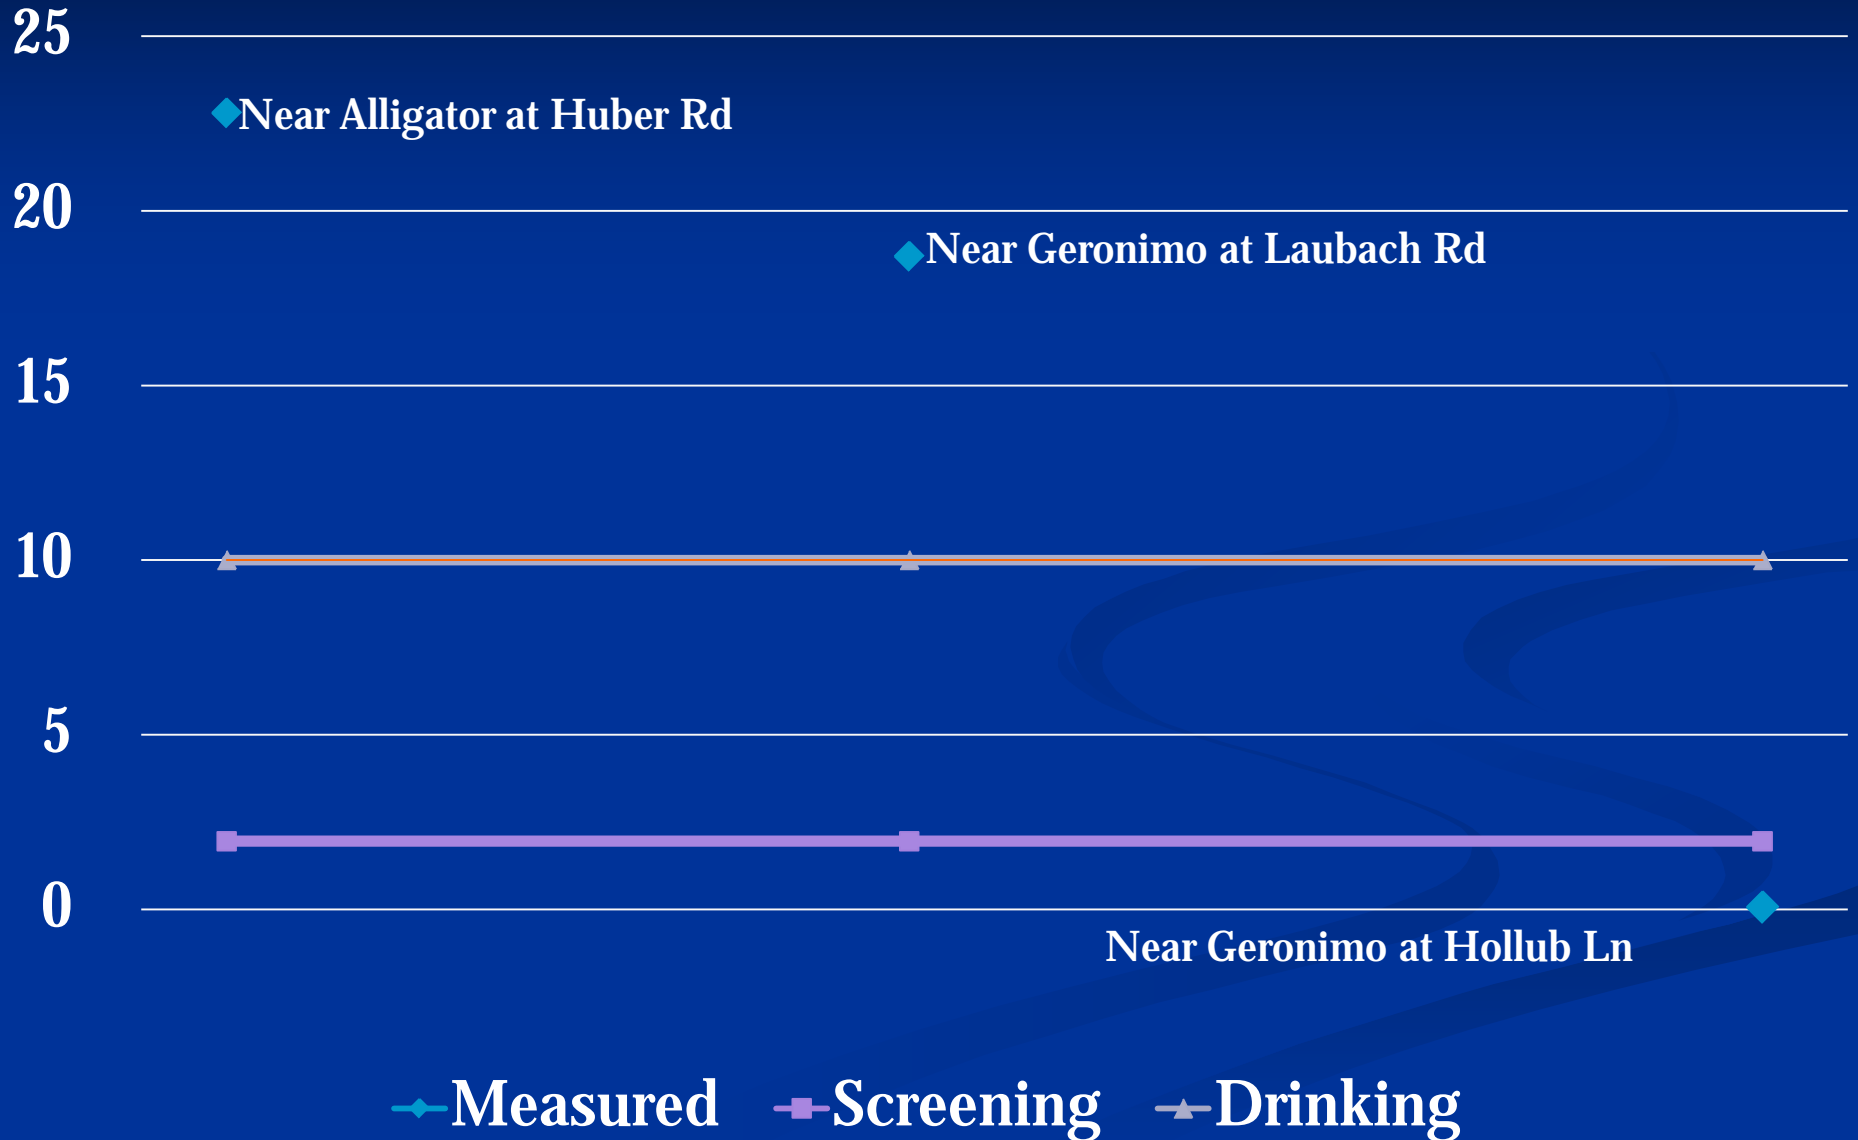 25
Near Alligator at Huber Rd
20
Near Geronimo at Laubach Rd
15
10
5
0
Near Geronimo at Hollub Ln
Measured Screening Drinking